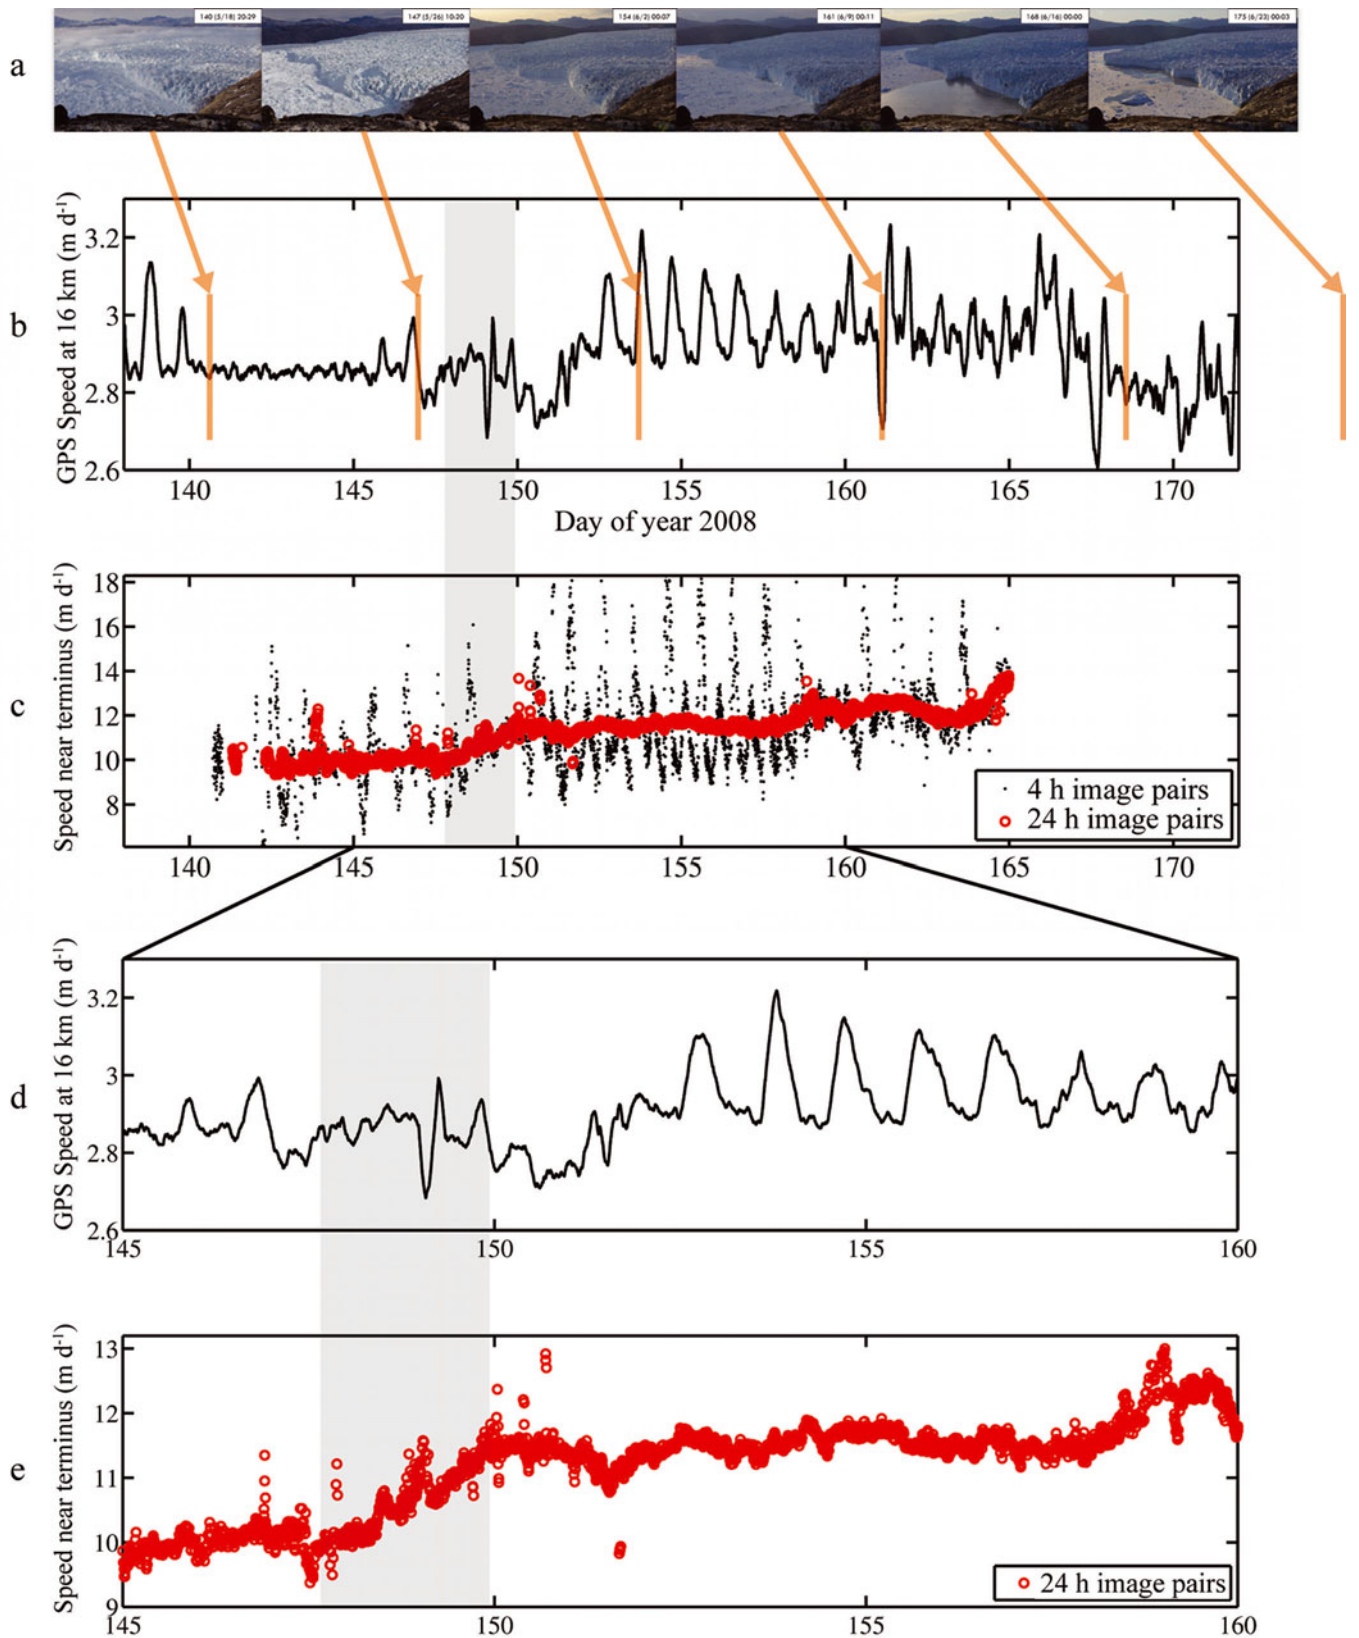 a
140 (5/18) 20:29
147 (5/26) 10:20
154 (6/2) 00:07
161 (6/9) 00:11
168 (6/16) 00:00
175 (6/23) 00:03
b
GPS Speed at 16 km (m d⁻¹)
3.2
3
2.8
2.6
140 145 150 155 160 165 170
Day of year 2008
c
Speed near terminus (m d⁻¹)
18
16
14
12
10
8
4 h image pairs
24 h image pairs
140 145 150 155 160 165 170
d
GPS Speed at 16 km (m d⁻¹)
3.2
3
2.8
2.6
145 150 155 160
e
Speed near terminus (m d⁻¹)
13
12
11
10
9
24 h image pairs
145 150 155 160